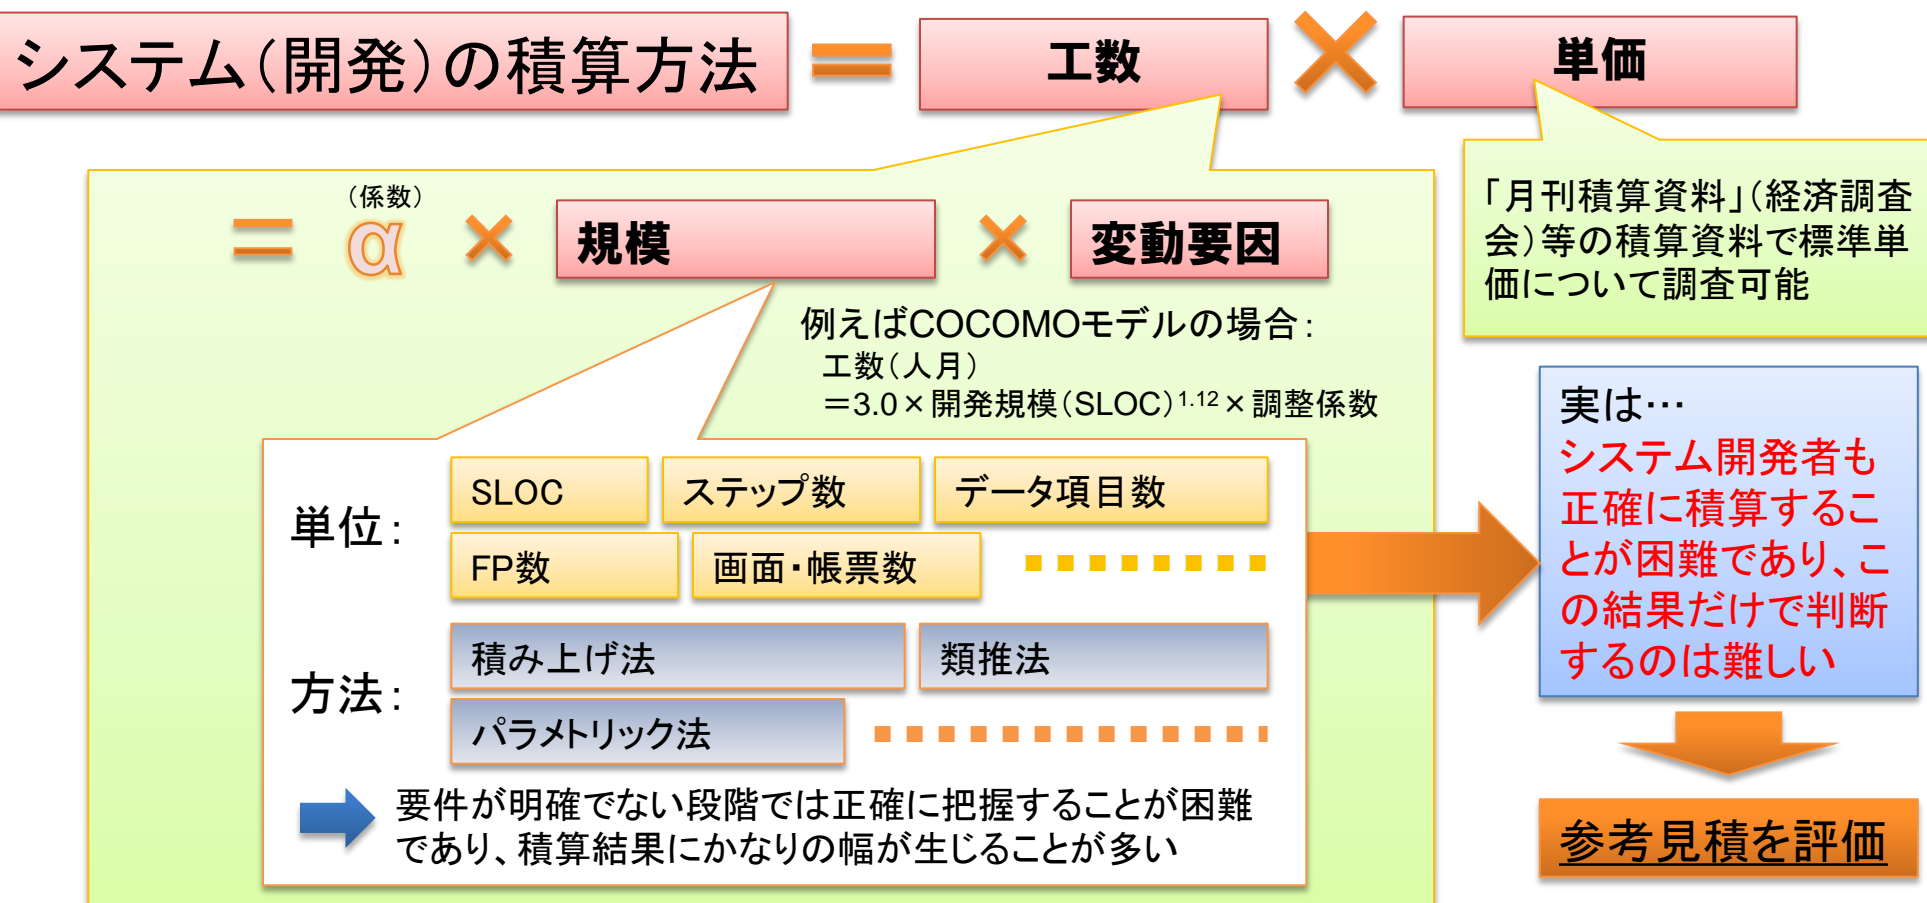 システム(開発)の積算方法 = 工数 × 単価
(係数)
= α × 規模 × 変動要因
「月刊積算資料」(経済調査
会)等の積算資料で標準単
価について調査可能
例えばCOCOMOモデルの場合:
工数(人月)
=3.0×開発規模(SLOC)1.12×調整係数
単位:
SLOC
ステップ数
データ項目数
FP数
画面・帳票数
方法:
積み上げ法
類推法
パラメトリック法
要件が明確でない段階では正確に把握することが困難
であり、積算結果にかなりの幅が生じることが多い
実は…
システム開発者も
正確に積算するこ
とが困難であり、こ
の結果だけで判断
するのは難しい
参考見積を評価